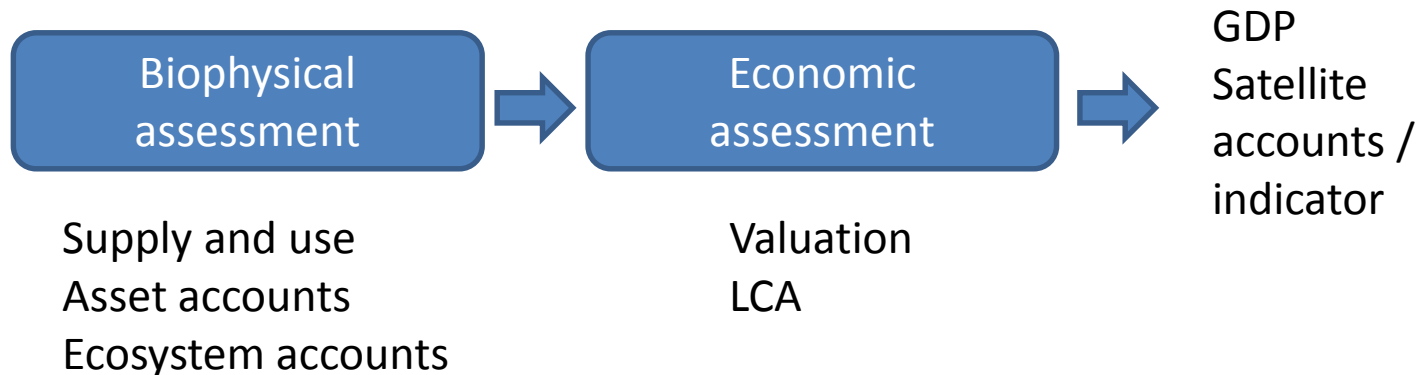 Biophysical
assessment
Economic
assessment
GDP
Satellite
accounts /
indicator
Supply and use
Asset accounts
Ecosystem accounts
Valuation
LCA